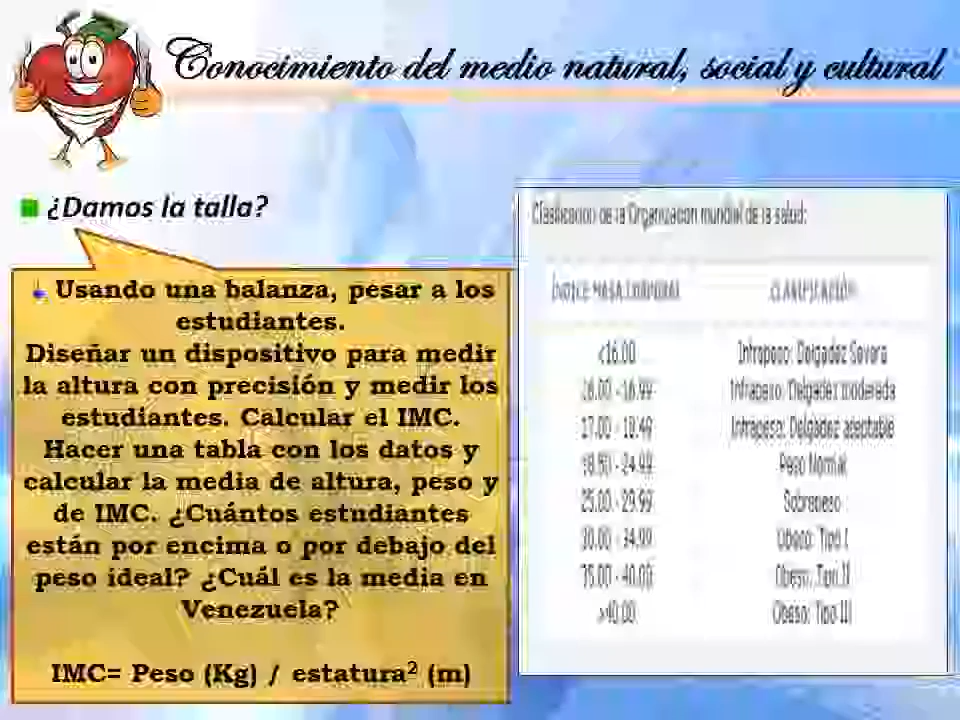 Conocimiento del medio natural, social y cultural
¿Damos la talla?
Usando una balanza, pesar a los
estudiantes.
Diseñar un dispositivo para medir
la altura con precisión y medir los
estudiantes. Calcular el IMC.
Hacer una tabla con los datos y
calcular la media de altura, peso y
de IMC. ¿Cuántos estudiantes
están por encima o por debajo del
peso ideal? ¿Cuál es la media en
Venezuela?
IMC= Peso (Kg) / estatura² (m)
Clasificación de la Organización mundial de la salud:
ÍNDICE MASA CORPORAL CLASIFICACIÓN
<16.00 Infrapeso: Delgadez Severa
16.00 - 16.99 Infrapeso: Delgadez moderada
17.00 - 18.49 Infrapeso: Delgadez aceptable
18.50 - 24.99 Peso Normal
25.00 - 29.99 Sobrepeso
30.00 - 34.99 Obeso: Tipo I
35.00 - 40.00 Obeso: Tipo II
>40.00 Obeso: Tipo III